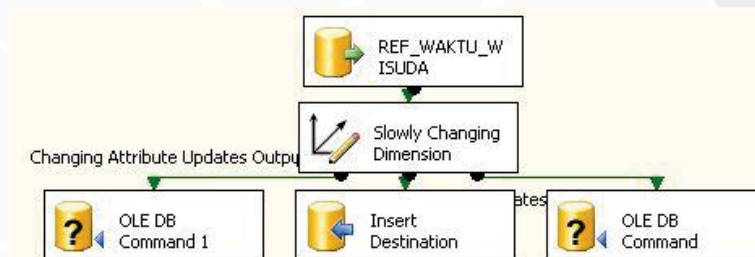 REF_WAKTU_W
ISUDA
Slowly Changing
Dimension
Changing Attribute Updates Outpu
ates
OLE DB
Command 1
Insert
Destination
OLE DB
Command